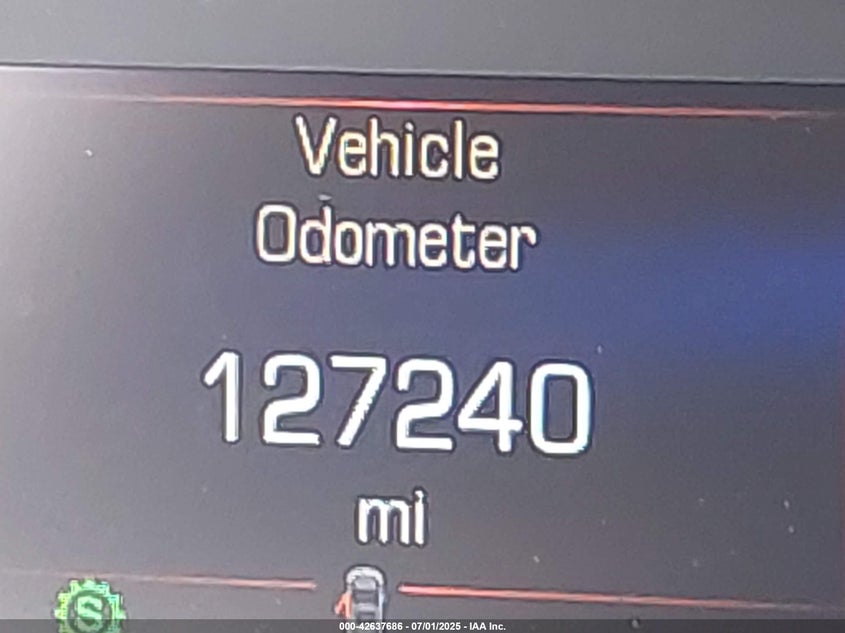 Vehicle
Odometer
127240
mi
S
000-42637686 - 07/01/2025 - IAA Inc.